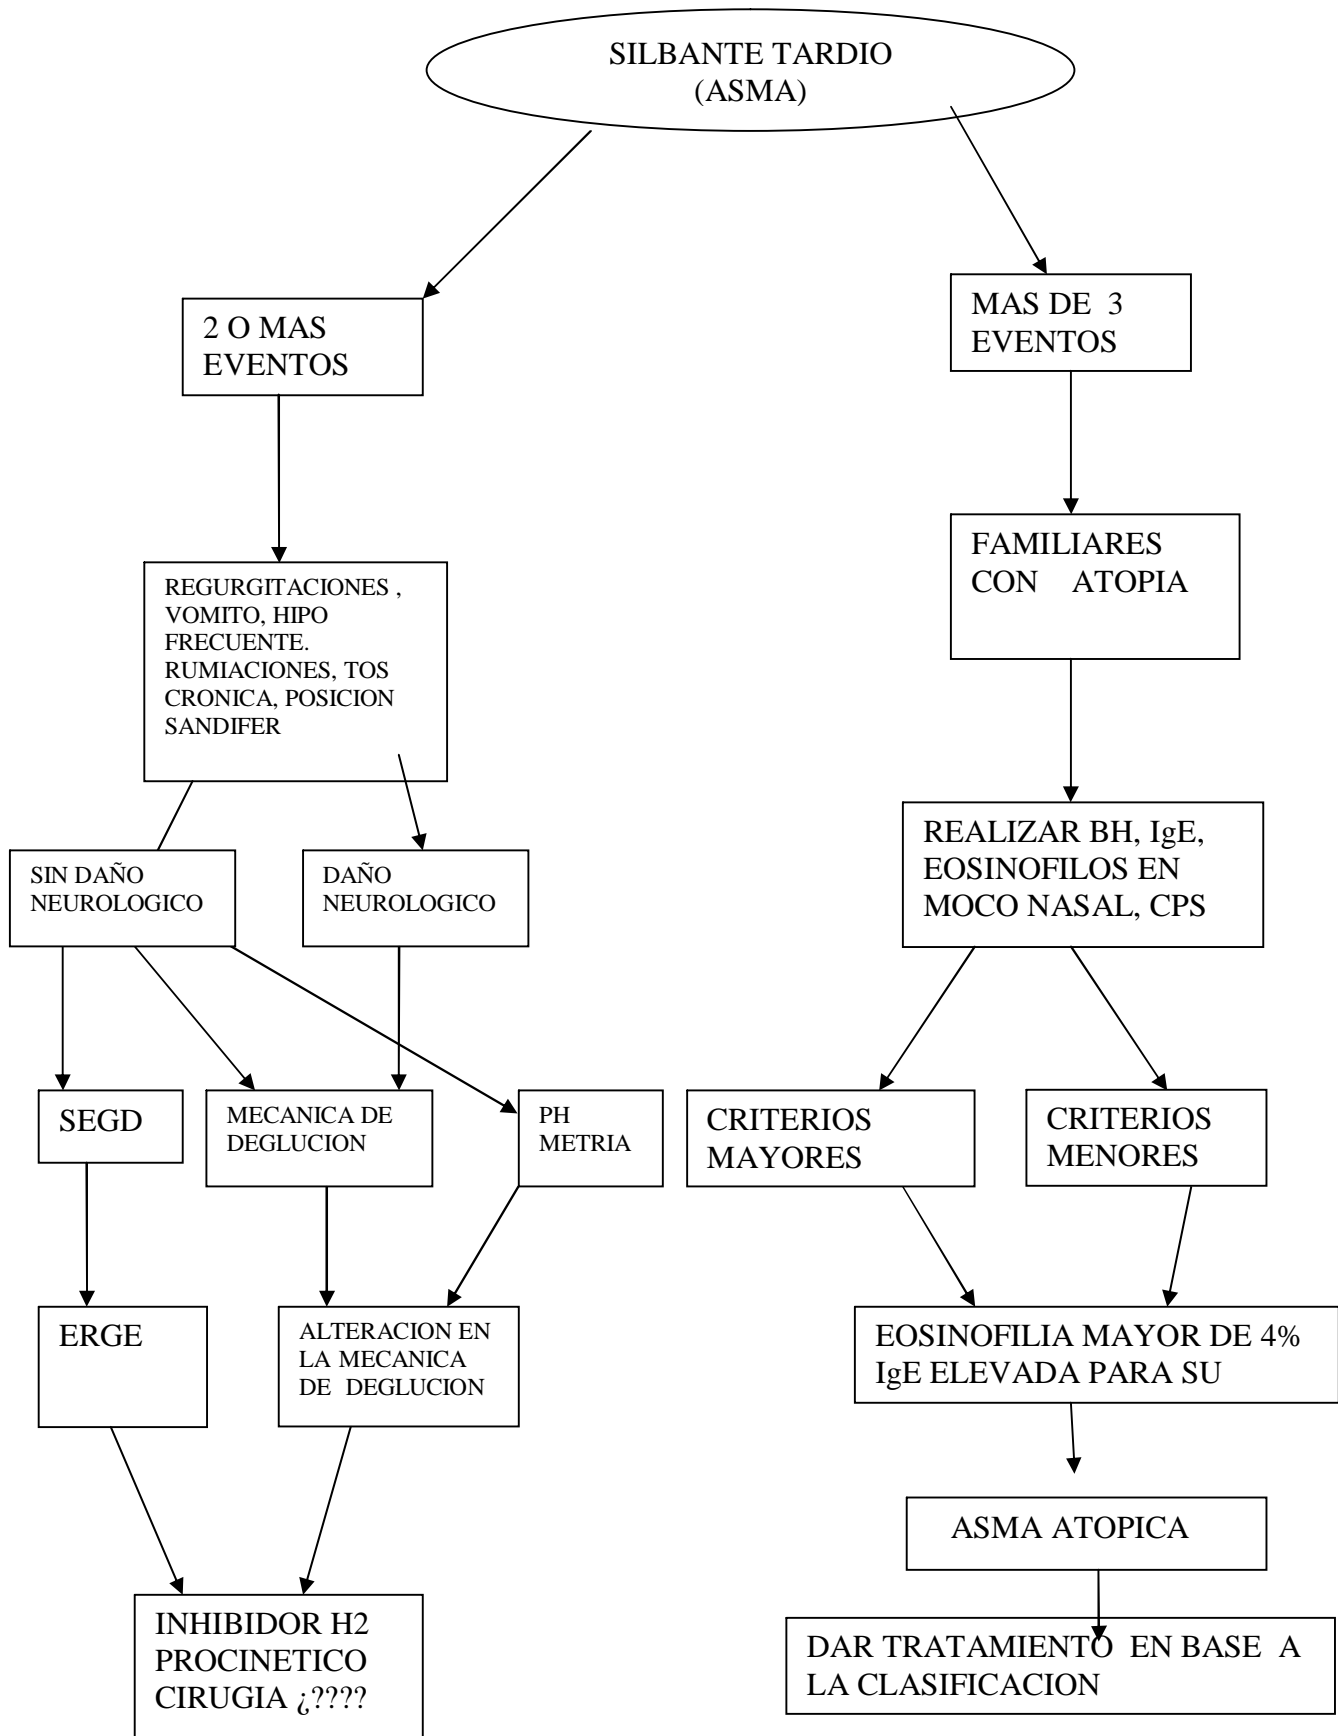 SILBANTE TARDIO
(ASMA)
2 O MAS
EVENTOS
MAS DE 3
EVENTOS
REGURGITACIONES ,
VOMITO, HIPO
FRECUENTE.
RUMIACIONES, TOS
CRONICA, POSICION
SANDIFER
FAMILIARES
CON ATOPIA
SIN DAÑO
NEUROLOGICO
DAÑO
NEUROLOGICO
REALIZAR BH, IgE,
EOSINOFILOS EN
MOCO NASAL, CPS
SEGD
MECANICA DE
DEGLUCION
PH
METRIA
CRITERIOS
MAYORES
CRITERIOS
MENORES
ERGE
ALTERACION EN
LA MECANICA
DE DEGLUCION
EOSINOFILIA MAYOR DE 4%
IgE ELEVADA PARA SU
ASMA ATOPICA
INHIBIDOR H2
PROCINETICO
CIRUGIA ¿????
DAR TRATAMIENTO EN BASE A
LA CLASIFICACION